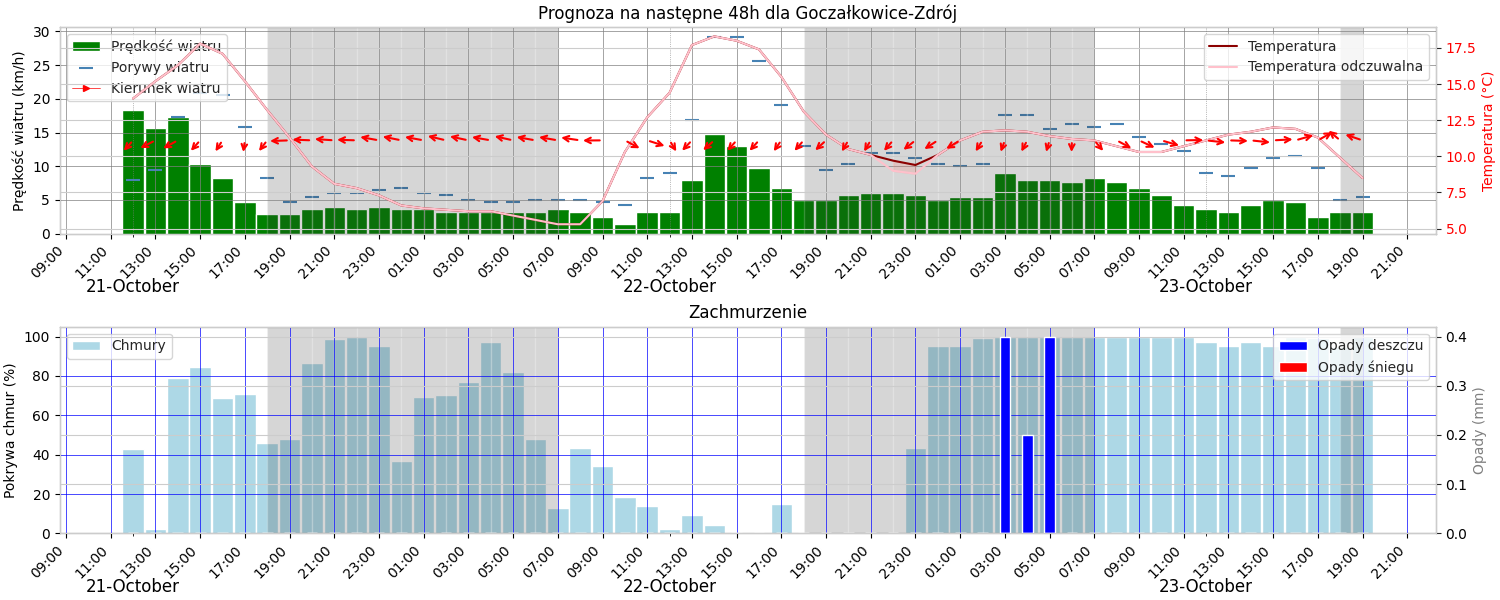 Prognoza na następne 48h dla Goczałkowice-Zdrój
Prędkość wiatru (km/h)
30
25
20
15
10
5
0
Prędkość wiatru
Porywy wiatru
Kierunek wiatru
Temperatura
Temperatura odczuwalna
17.5
15.0
12.5
10.0
7.5
5.0
Temperatura (°C)
09:00 11:00 13:00 15:00 17:00 19:00 21:00 23:00 01:00 03:00 05:00 07:00 09:00 11:00 13:00 15:00 17:00 19:00 21:00 23:00 01:00 03:00 05:00 07:00 09:00 11:00 13:00 15:00 17:00 19:00 21:00
21-October 22-October 23-October
Zachmurzenie
Pokrywa chmur (%)
100
80
60
40
20
0
Chmury
Opady deszczu
Opady śniegu
0.4
0.3
0.2
0.1
0.0
Opady (mm)
09:00 11:00 13:00 15:00 17:00 19:00 21:00 23:00 01:00 03:00 05:00 07:00 09:00 11:00 13:00 15:00 17:00 19:00 21:00 23:00 01:00 03:00 05:00 07:00 09:00 11:00 13:00 15:00 17:00 19:00 21:00
21-October 22-October 23-October